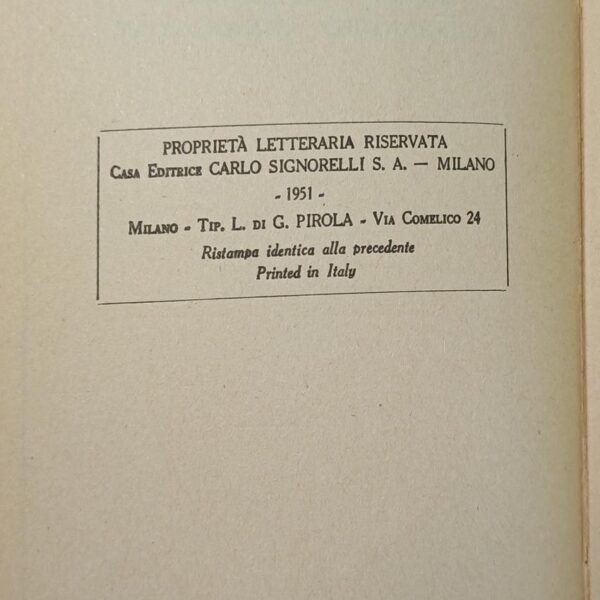 PROPRIETÀ LETTERARIA RISERVATA
CASA EDITRICE CARLO SIGNORELLI S. A. — MILANO
- 1951 -
MILANO - TIP. L. DI G. PIROLA - VIA COMELICO 24
Ristampa identica alla precedente
Printed in Italy